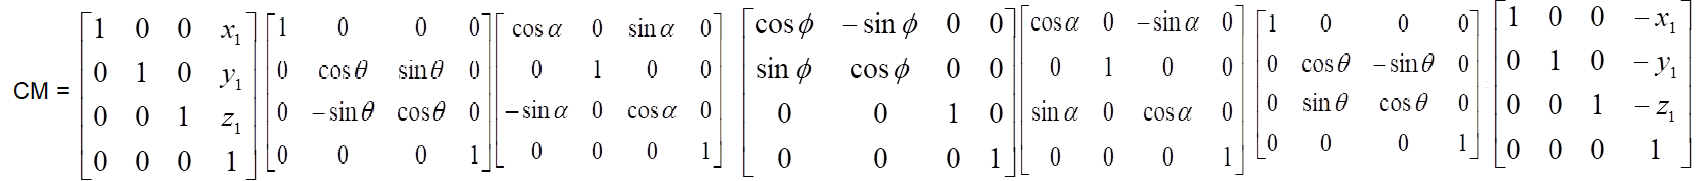 CM = [1 0 0 x₁; 0 1 0 y₁; 0 0 1 z₁; 0 0 0 1] [1 0 0 0; 0 cosθ sinθ 0; 0 −sinθ cosθ 0; 0 0 0 1] [cosα 0 sinα 0; 0 1 0 0; −sinα 0 cosα 0; 0 0 0 1] [cosϕ −sinϕ 0 0; sinϕ cosϕ 0 0; 0 0 1 0; 0 0 0 1] [cosα 0 −sinα 0; 0 1 0 0; sinα 0 cosα 0; 0 0 0 1] [1 0 0 0; 0 cosθ −sinθ 0; 0 sinθ cosθ 0; 0 0 0 1] [1 0 0 −x₁; 0 1 0 −y₁; 0 0 1 −z₁; 0 0 0 1]